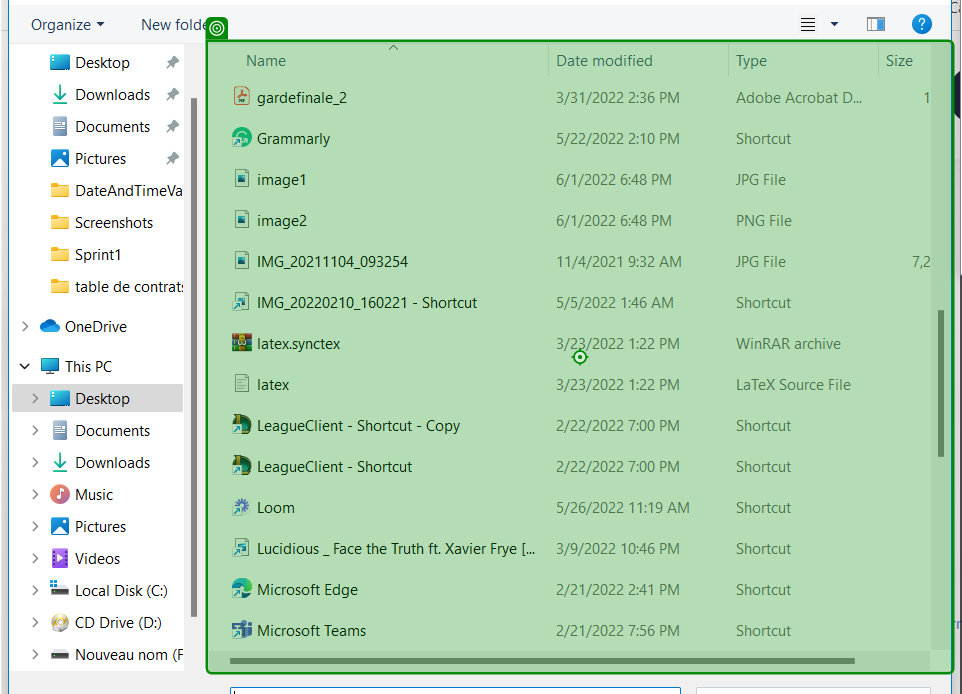 Organize New folde
Desktop
Downloads
Documents
Pictures
DateAndTimeVa
Screenshots
Sprint1
table de contrats
OneDrive
This PC
Desktop
Documents
Downloads
Music
Pictures
Videos
Local Disk (C:)
CD Drive (D:)
Nouveau nom (F
Name Date modified Type Size
gardefinale_2 3/31/2022 2:36 PM Adobe Acrobat D... 1
Grammarly 5/22/2022 2:10 PM Shortcut
image1 6/1/2022 6:48 PM JPG File
image2 6/1/2022 6:48 PM PNG File
IMG_20211104_093254 11/4/2021 9:32 AM JPG File 7,2
IMG_20220210_160221 - Shortcut 5/5/2022 1:46 AM Shortcut
latex.synctex 3/23/2022 1:22 PM WinRAR archive
latex 3/23/2022 1:22 PM LaTeX Source File
LeagueClient - Shortcut - Copy 2/22/2022 7:00 PM Shortcut
LeagueClient - Shortcut 2/22/2022 7:00 PM Shortcut
Loom 5/26/2022 11:19 AM Shortcut
Lucidious _ Face the Truth ft. Xavier Frye [... 3/9/2022 10:46 PM Shortcut
Microsoft Edge 2/21/2022 2:41 PM Shortcut
Microsoft Teams 2/21/2022 7:56 PM Shortcut